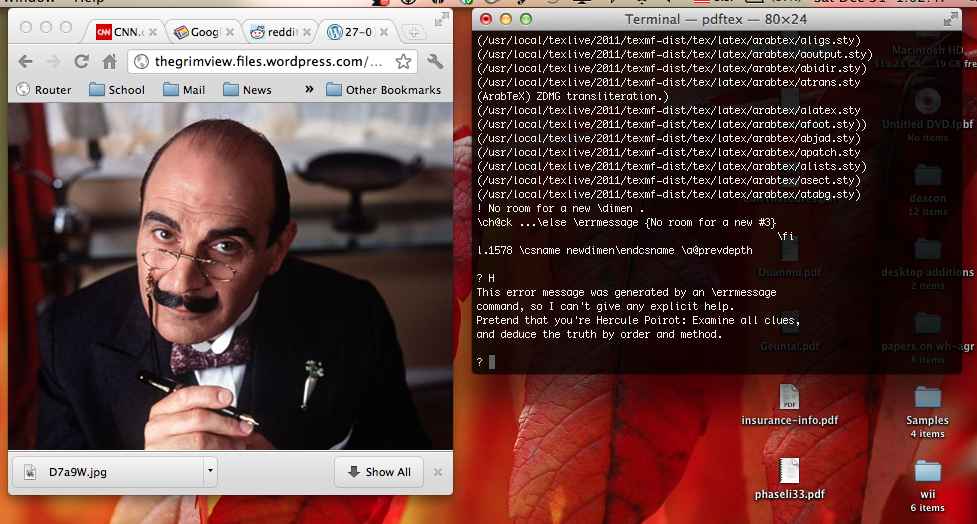 Window Help
Sat Dec 31 1:02:47
CNN.c
Googl
reddit
27-0
thegrimview.files.wordpress.com/...
Router
School
Mail
News
»
Other Bookmarks
D7a9W.jpg
Show All
Terminal — pdftex — 80×24
(/usr/local/texlive/2011/texmf-dist/tex/latex/arabtex/aligs.sty)
(/usr/local/texlive/2011/texmf-dist/tex/latex/arabtex/aoutput.sty)
(/usr/local/texlive/2011/texmf-dist/tex/latex/arabtex/abidir.sty)
(/usr/local/texlive/2011/texmf-dist/tex/latex/arabtex/atrans.sty
(ArabTeX) ZDMG transliteration.)
(/usr/local/texlive/2011/texmf-dist/tex/latex/arabtex/alatex.sty
(/usr/local/texlive/2011/texmf-dist/tex/latex/arabtex/afoot.sty))
(/usr/local/texlive/2011/texmf-dist/tex/latex/arabtex/abjad.sty)
(/usr/local/texlive/2011/texmf-dist/tex/latex/arabtex/apatch.sty
(/usr/local/texlive/2011/texmf-dist/tex/latex/arabtex/alists.sty)
(/usr/local/texlive/2011/texmf-dist/tex/latex/arabtex/asect.sty)
(/usr/local/texlive/2011/texmf-dist/tex/latex/arabtex/atabg.sty)
! No room for a new \dimen .
\ch@ck ...\else \errmessage {No room for a new #3}
\fi
l.1578 \csname newdimen\endcsname \a@prevdepth
? H
This error message was generated by an \errmessage
command, so I can't give any explicit help.
Pretend that you're Hercule Poirot: Examine all clues,
and deduce the truth by order and method.
?
Macintosh HD
Untitled DVD.fpbf
No items
deacon
12 items
Duanmu.pdf
desktop additions
2 items
Geunta!.pdf
papers on wh-agr
8 items
insurance-info.pdf
PDF
Samples
4 items
phaseli33.pdf
wii
6 items